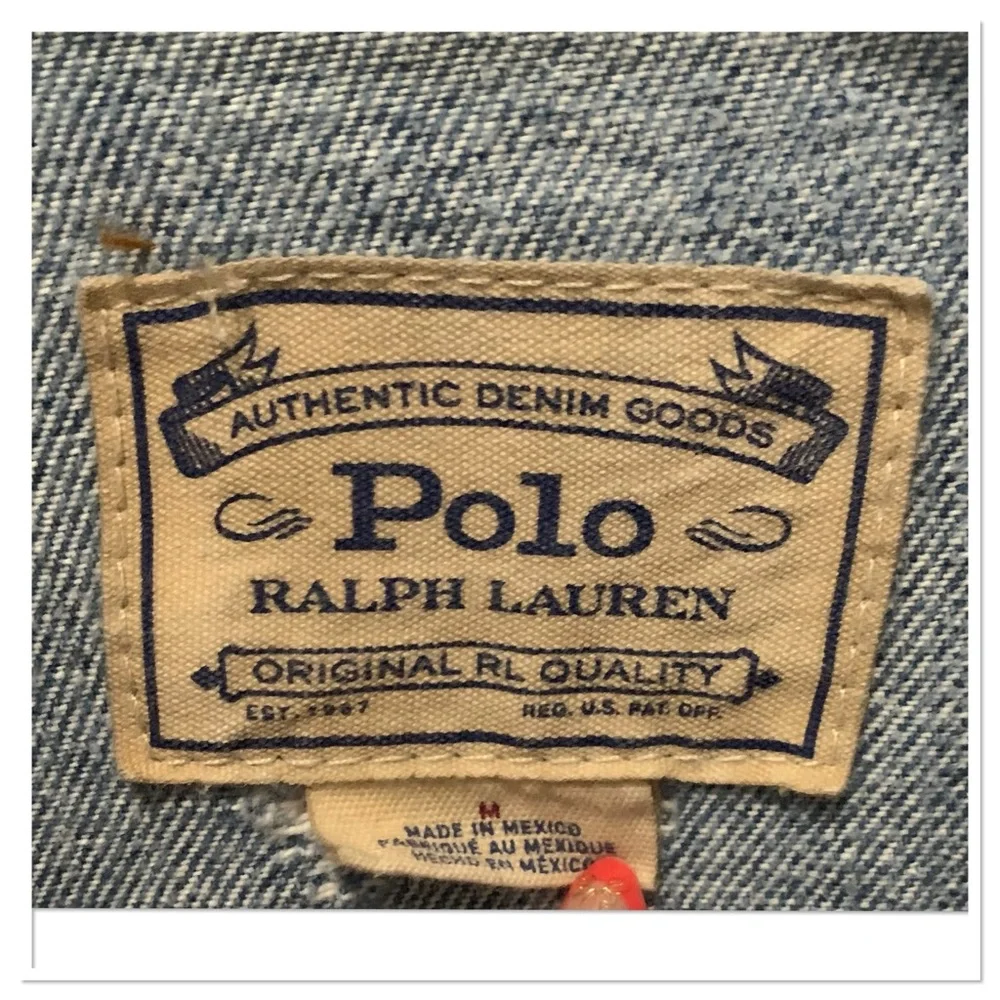 AUTHENTIC DENIM GOODS
Polo
RALPH LAUREN
ORIGINAL RL QUALITY
EST. 1967 REG. U.S. PAT. OFF.
M
MADE IN MEXICO
FABRIQUÉ AU MEXIQUE
HECHO EN MÉXICO